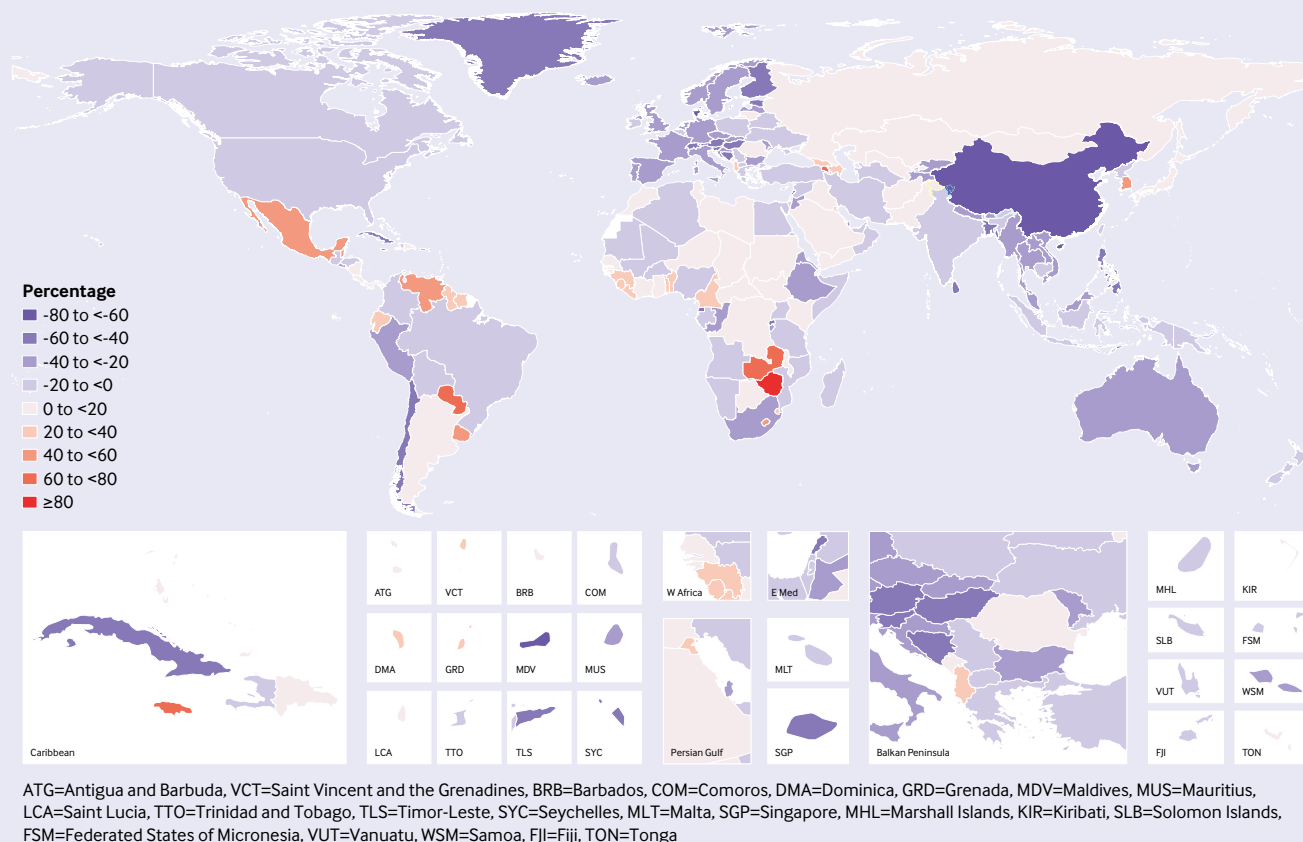 Percentage
-80 to <-60
-60 to <-40
-40 to <-20
-20 to <0
0 to <20
20 to <40
40 to <60
60 to <80
≥80
Caribbean
ATG
VCT
BRB
COM
DMA
GRD
MDV
MUS
LCA
TTO
TLS
SYC
W Africa
E Med
Persian Gulf
MLT
SGP
Balkan Peninsula
MHL
KIR
SLB
FSM
VUT
WSM
FJI
TON
ATG=Antigua and Barbuda, VCT=Saint Vincent and the Grenadines, BRB=Barbados, COM=Comoros, DMA=Dominica, GRD=Grenada, MDV=Maldives, MUS=Mauritius,
LCA=Saint Lucia, TTO=Trinidad and Tobago, TLS=Timor-Leste, SYC=Seychelles, MLT=Malta, SGP=Singapore, MHL=Marshall Islands, KIR=Kiribati, SLB=Solomon Islands,
FSM=Federated States of Micronesia, VUT=Vanuatu, WSM=Samoa, FJI=Fiji, TON=Tonga